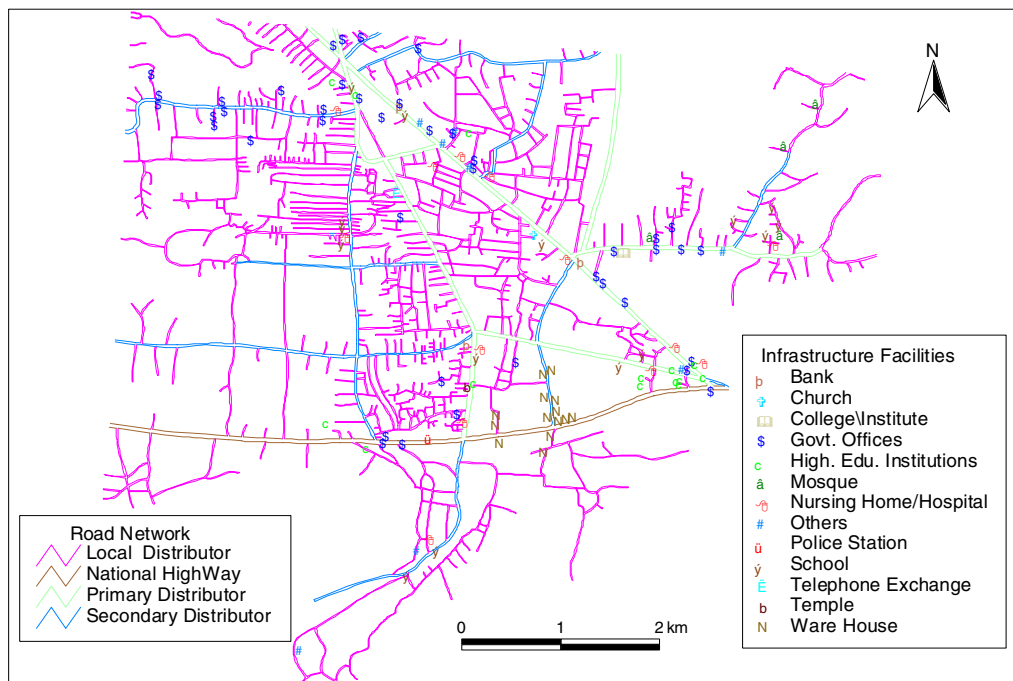 N
Infrastructure Facilities
þ Bank
✞ Church
College\Institute
$ Govt. Offices
c High. Edu. Institutions
â Mosque
Nursing Home/Hospital
# Others
ü Police Station
ý School
Ë Telephone Exchange
b Temple
N Ware House
Road Network
Local Distributor
National HighWay
Primary Distributor
Secondary Distributor
0 1 2 km